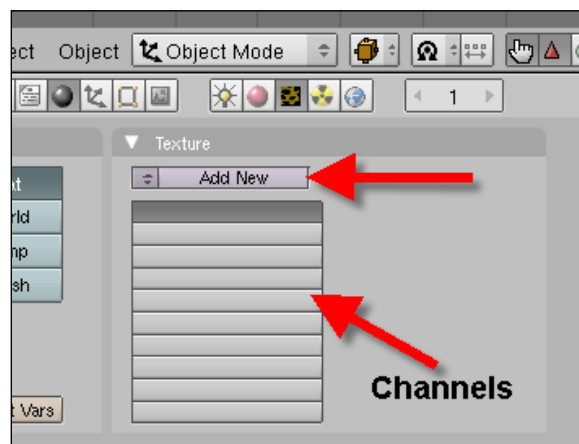 ect Object Object Mode
1
Texture
Add New
rld
mp
sh
Channels
t Vars